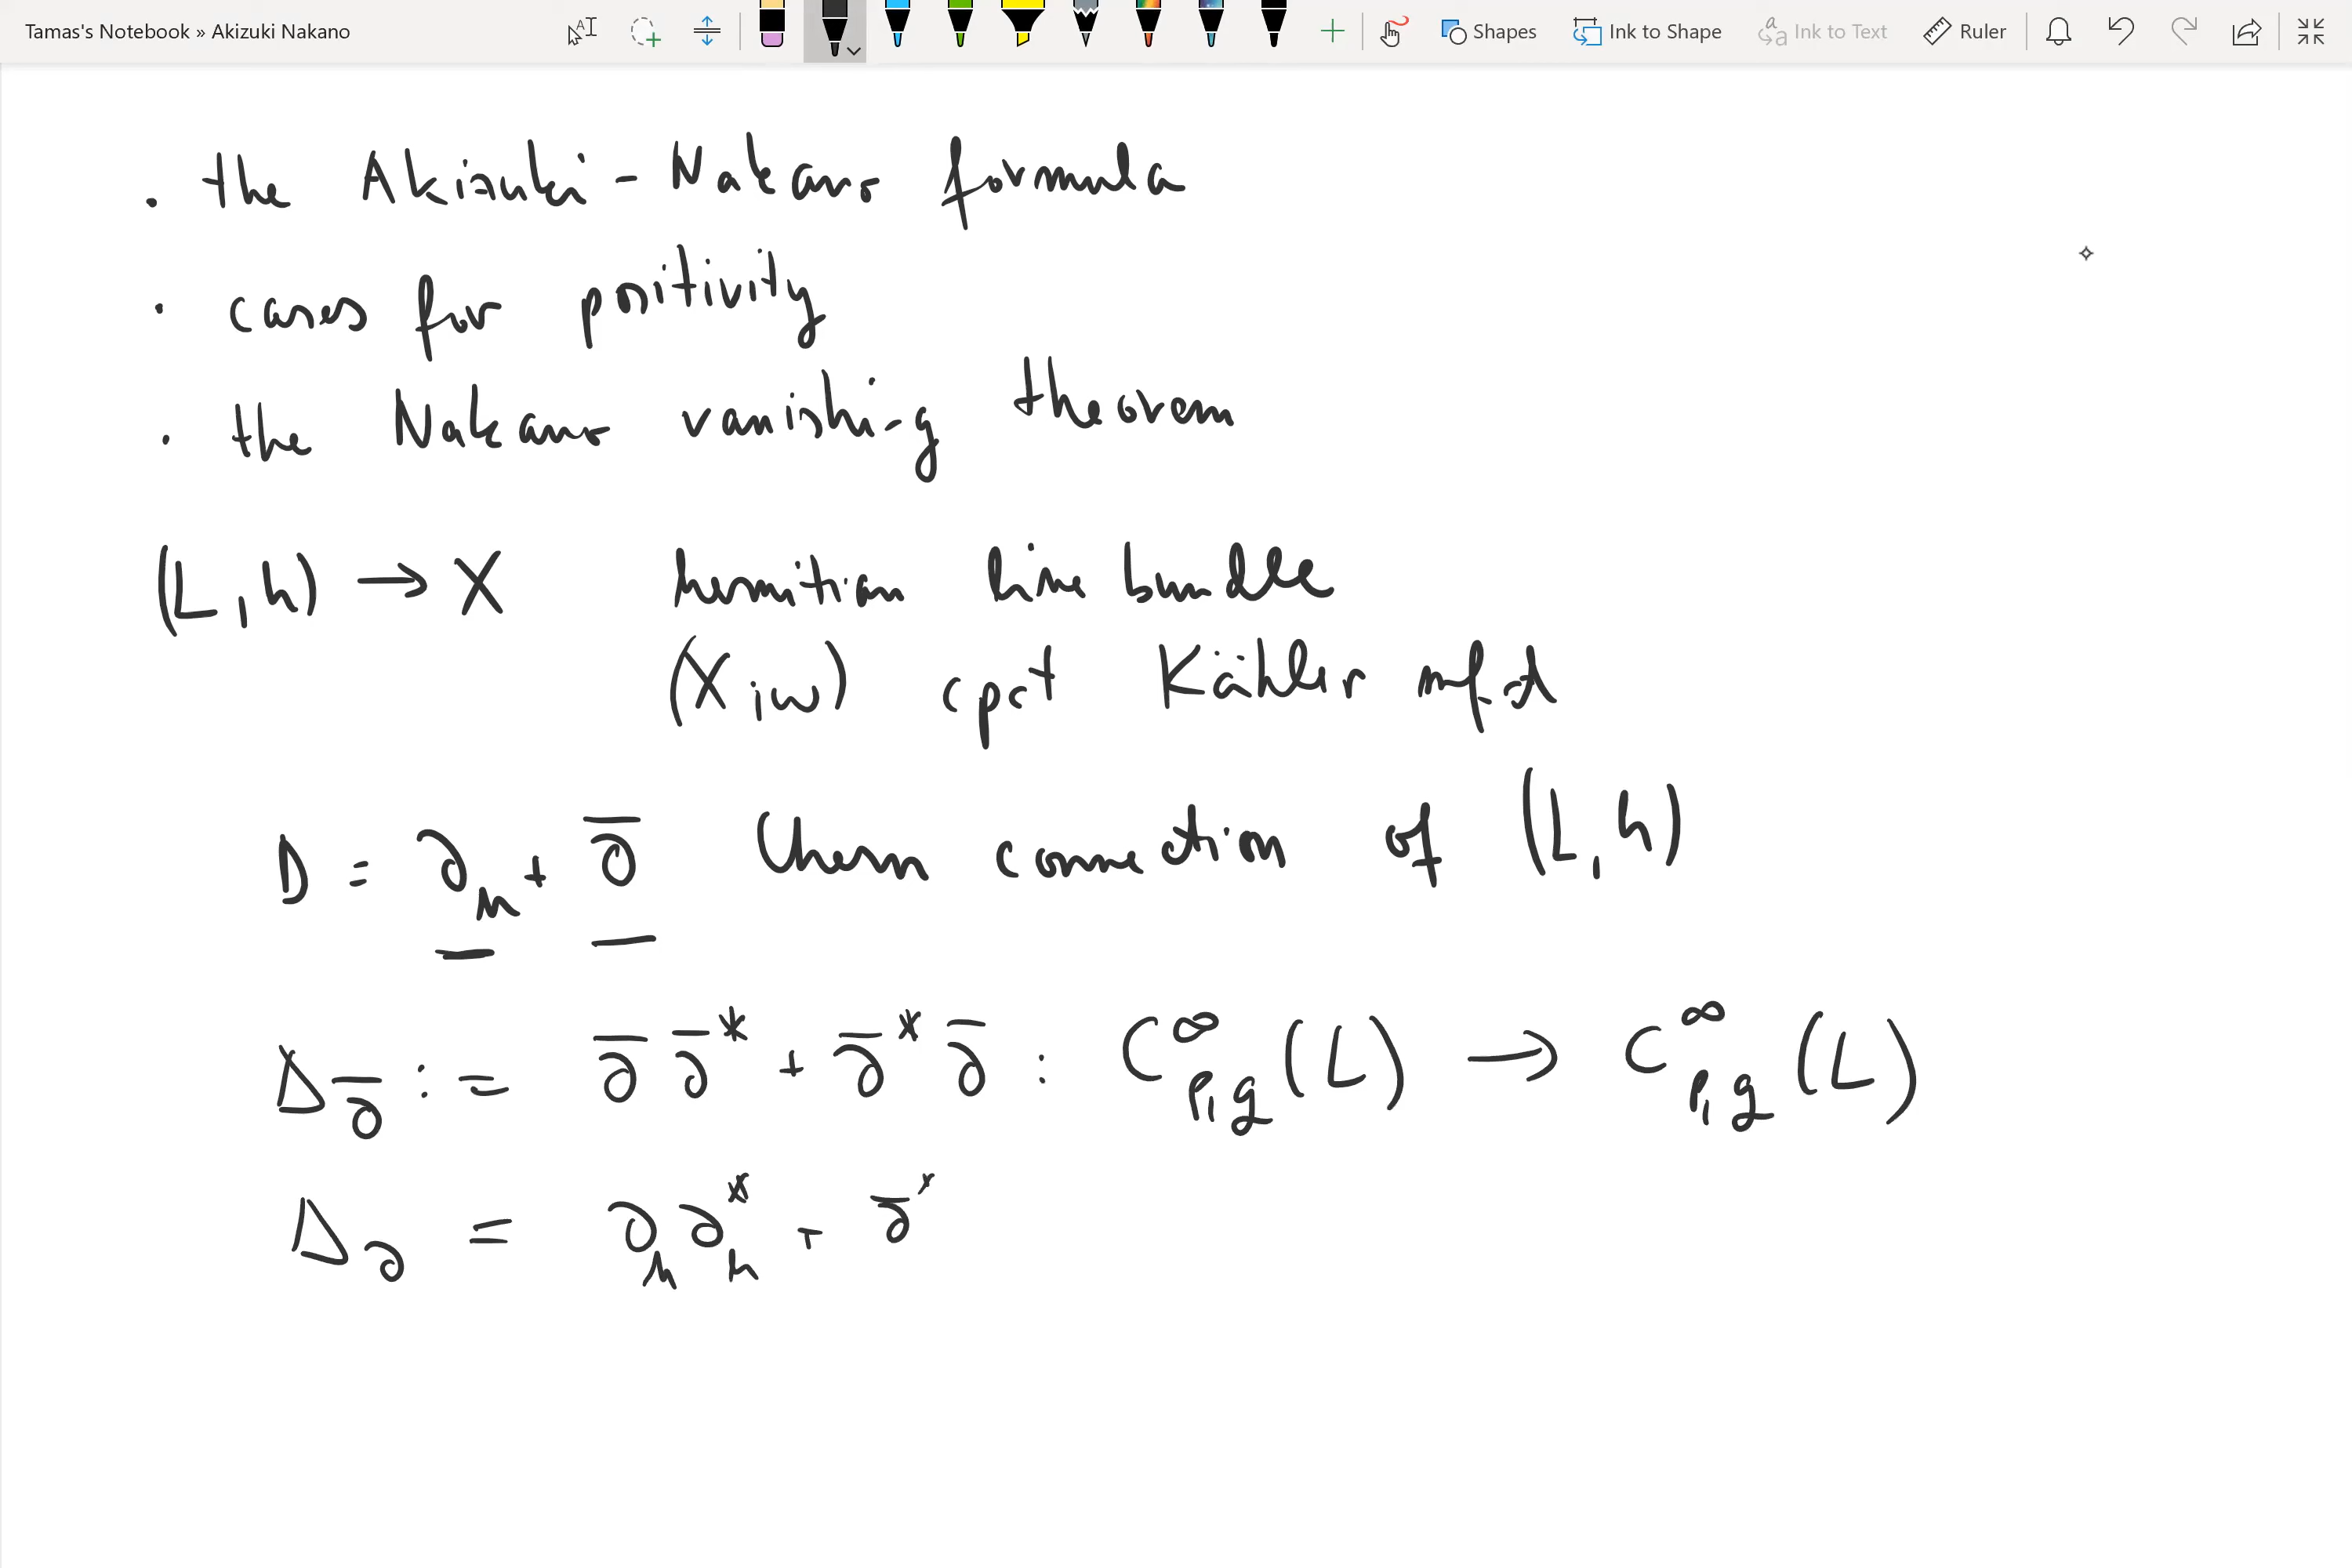 Tamas's Notebook » Akizuki Nakano
Shapes Ink to Shape Ink to Text Ruler
. the Akizuki - Nakano formula
. cases for positivity
. the Nakano vanishing theorem
(L, h) → X hermitian line bundle
(X, ω) cpct Kähler mfd
D = ∂_h + ∂̄ Chern connection of (L, h)
Δ_∂̄ := ∂̄ ∂̄* + ∂̄* ∂̄ : C^∞_{p,q}(L) → C^∞_{p,q}(L)
Δ_∂ = ∂_h ∂_h* + ∂̄*